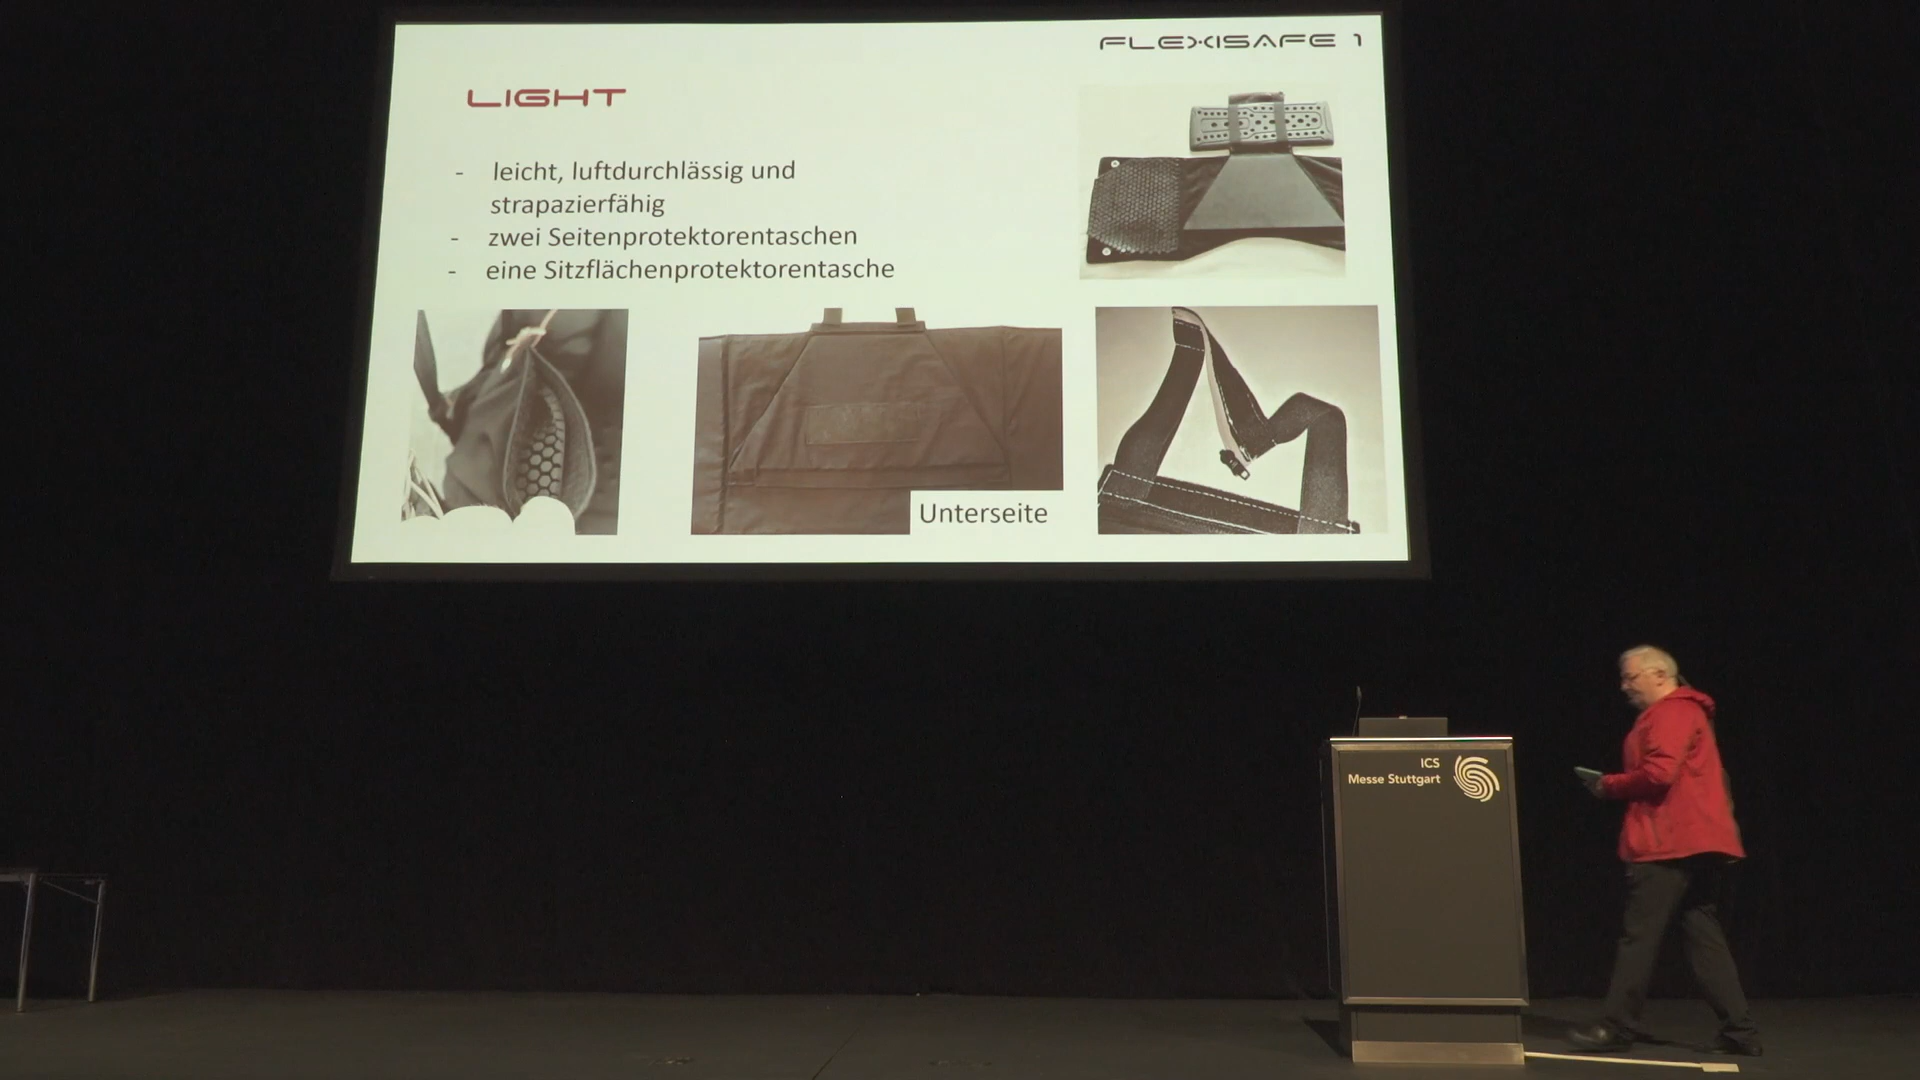 FLEXISAFE 1
LIGHT
- leicht, luftdurchlässig und
strapazierfähig
- zwei Seitenprotektorentaschen
- eine Sitzflächenprotektorentasche
Unterseite
ICS
Messe Stuttgart